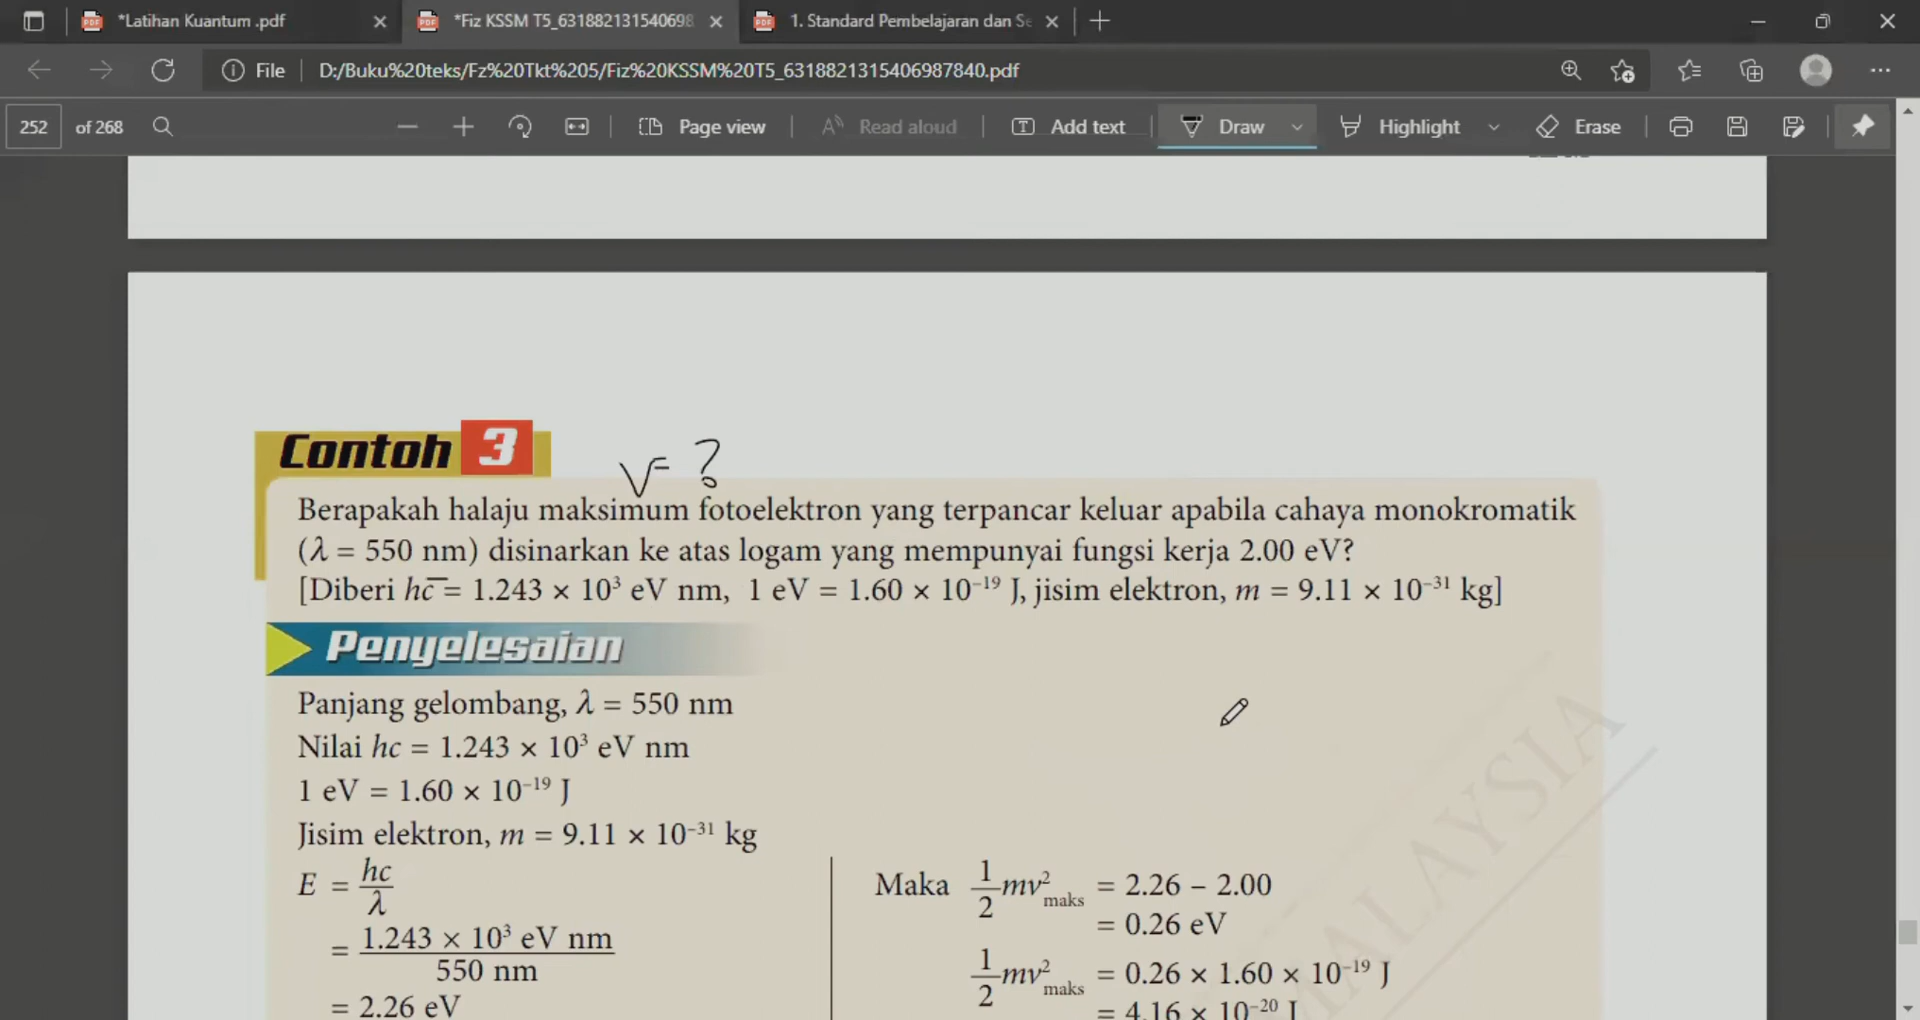 *Latihan Kuantum .pdf
*Fiz KSSM T5_631882131540698
1. Standard Pembelajaran dan Se
File
D:/Buku%20teks/Fz%20Tkt%205/Fiz%20KSSM%20T5_6318821315406987840.pdf
252 of 268
Page view
Read aloud
Add text
Draw
Highlight
Erase
Contoh 3
v = ?
Berapakah halaju maksimum fotoelektron yang terpancar keluar apabila cahaya monokromatik
(λ = 550 nm) disinarkan ke atas logam yang mempunyai fungsi kerja 2.00 eV?
[Diberi hc = 1.243 × 10³ eV nm, 1 eV = 1.60 × 10⁻¹⁹ J, jisim elektron, m = 9.11 × 10⁻³¹ kg]
Penyelesaian
Panjang gelombang, λ = 550 nm
Nilai hc = 1.243 × 10³ eV nm
1 eV = 1.60 × 10⁻¹⁹ J
Jisim elektron, m = 9.11 × 10⁻³¹ kg
E = hc/λ
= 1.243 × 10³ eV nm / 550 nm
= 2.26 eV
Maka 1/2 mv²maks = 2.26 – 2.00
= 0.26 eV
1/2 mv²maks = 0.26 × 1.60 × 10⁻¹⁹ J
= 4.16 × 10⁻²⁰ J
MALAYSIA
MALAYSIA